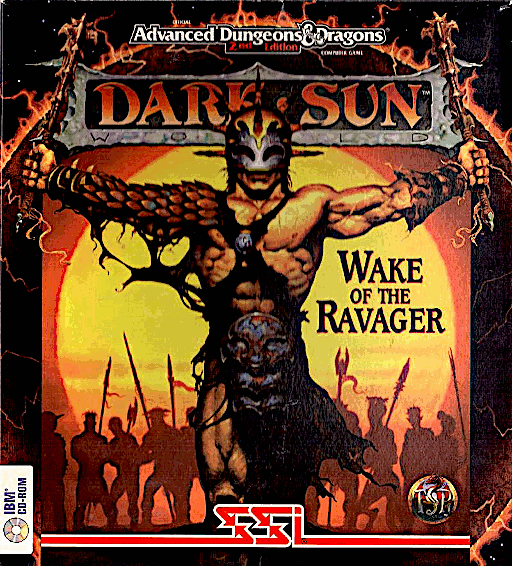 OFFICIAL
Advanced Dungeons & Dragons
2nd Edition
COMPUTER GAME
DARK SUN™
WORLD
WAKE
OF THE
RAVAGER
IBM®
CD-ROM
TSR
SSI